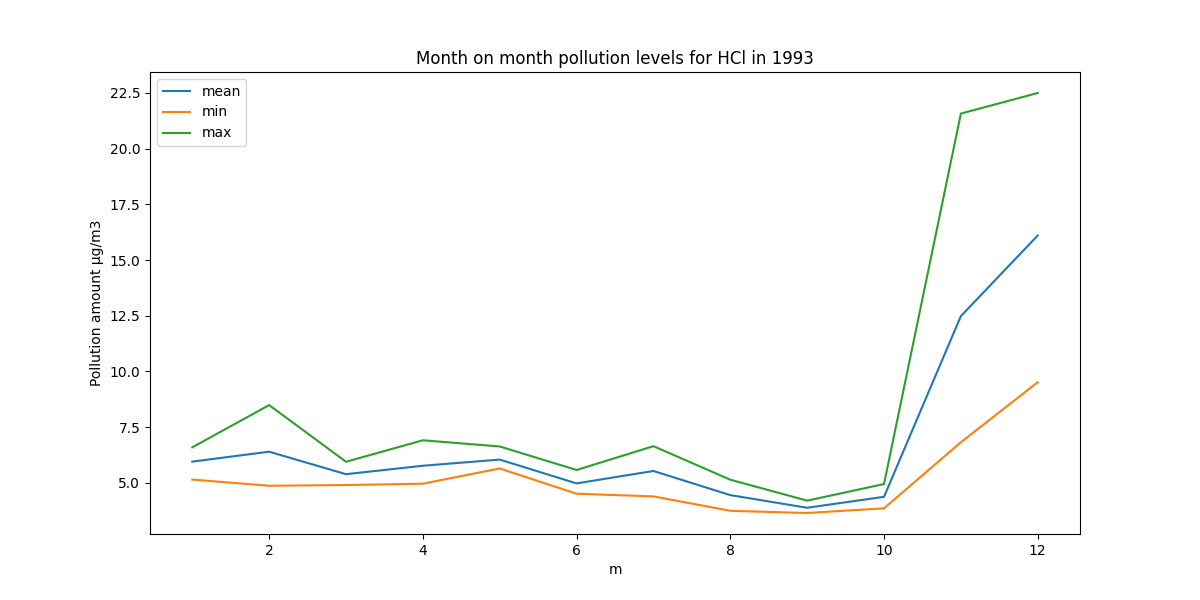 Month on month pollution levels for HCl in 1993
mean
min
max
22.5
20.0
17.5
15.0
12.5
10.0
7.5
5.0
Pollution amount µg/m3
2 4 6 8 10 12
m